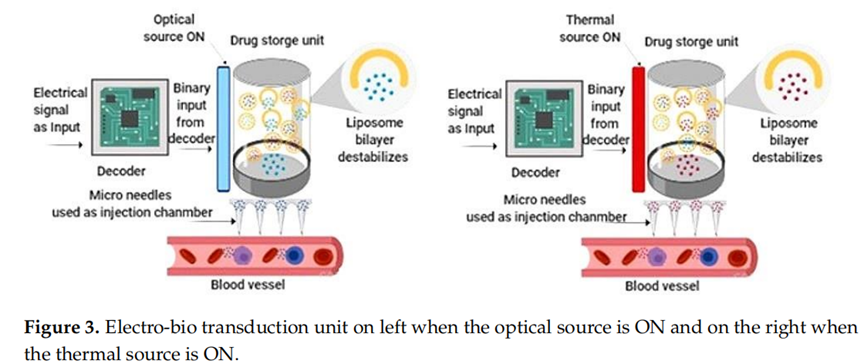 Optical
source ON
Drug storge unit
Electrical
signal
as Input
Binary
input
from
decoder
Decoder
Liposome
bilayer
destabilizes
Micro needles
used as injection chanmber
Blood vessel
Thermal
source ON
Drug storge unit
Electrical
signal
as Input
Binary
input
from
decoder
Decoder
Liposome
bilayer
destabilizes
Micro needles
used as injection chanmber
Blood vessel
Figure 3. Electro-bio transduction unit on left when the optical source is ON and on the right when
the thermal source is ON.